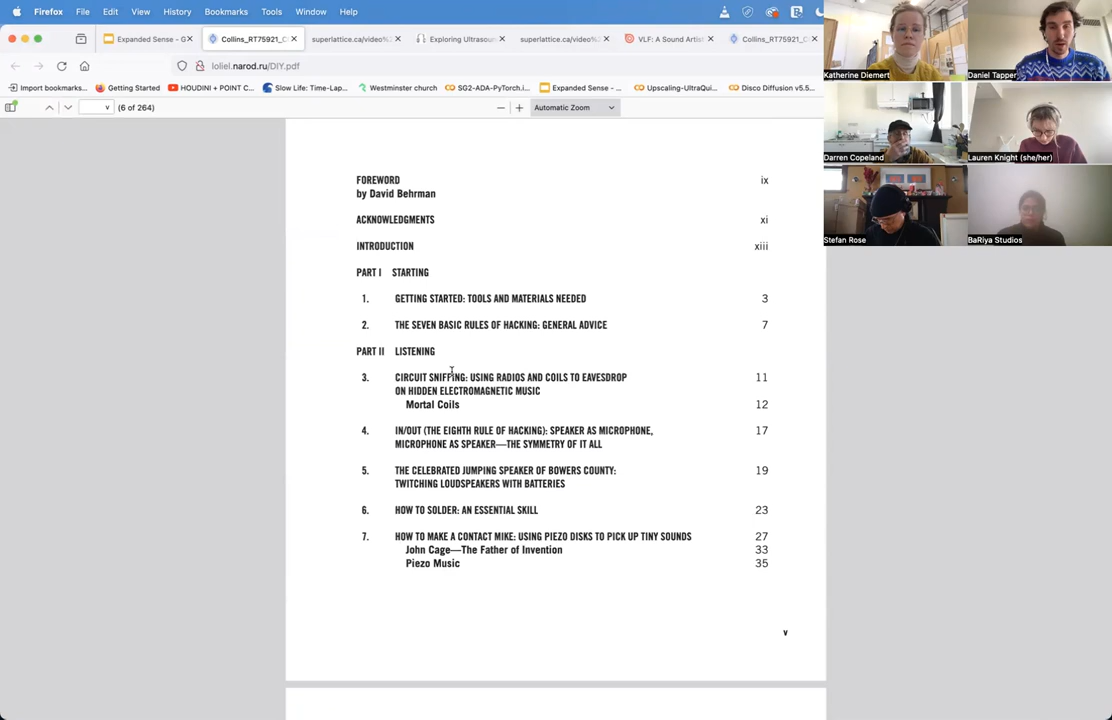 Firefox File Edit View History Bookmarks Tools Window Help
Expanded Sense - G
Collins_RT75921_C
superlattice.ca/video%
Exploring Ultrasou
superlattice.ca/video%
VLF: A Sound Artist
Collins_RT75921_C
loliei.narod.ru/DIY.pdf
Import bookmarks... Getting Started HOUDINI + POINT C... Slow Life: Time-Lap... Westminster church SG2-ADA-PyTorch.i... Expanded Sense - ... Upscaling-UltraQui... Disco Diffusion v5.5...
v (6 of 264) Automatic Zoom
FOREWORD ix
by David Behrman
ACKNOWLEDGMENTS xi
INTRODUCTION xiii
PART I STARTING
1. GETTING STARTED: TOOLS AND MATERIALS NEEDED 3
2. THE SEVEN BASIC RULES OF HACKING: GENERAL ADVICE 7
PART II LISTENING
3. CIRCUIT SNIFFING: USING RADIOS AND COILS TO EAVESDROP 11
ON HIDDEN ELECTROMAGNETIC MUSIC
Mortal Coils 12
4. IN/OUT (THE EIGHTH RULE OF HACKING): SPEAKER AS MICROPHONE, 17
MICROPHONE AS SPEAKER—THE SYMMETRY OF IT ALL
5. THE CELEBRATED JUMPING SPEAKER OF BOWERS COUNTY: 19
TWITCHING LOUDSPEAKERS WITH BATTERIES
6. HOW TO SOLDER: AN ESSENTIAL SKILL 23
7. HOW TO MAKE A CONTACT MIKE: USING PIEZO DISKS TO PICK UP TINY SOUNDS 27
John Cage—The Father of Invention 33
Piezo Music 35
v
Katherine Diemert
Daniel Tapper
Darren Copeland
Lauren Knight (she/her)
Stefan Rose
BaRiya Studios